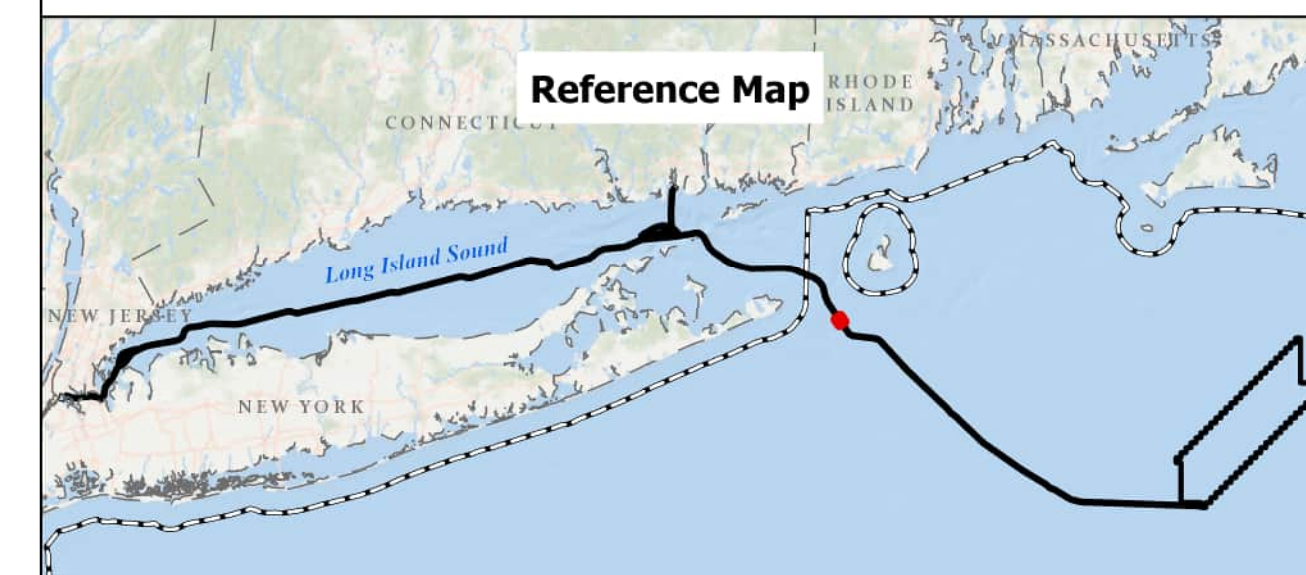 MASSACHUSETTS
Reference Map
RHODE
ISLAND
CONNECTICUT
Long Island Sound
NEW JERSEY
NEW YORK